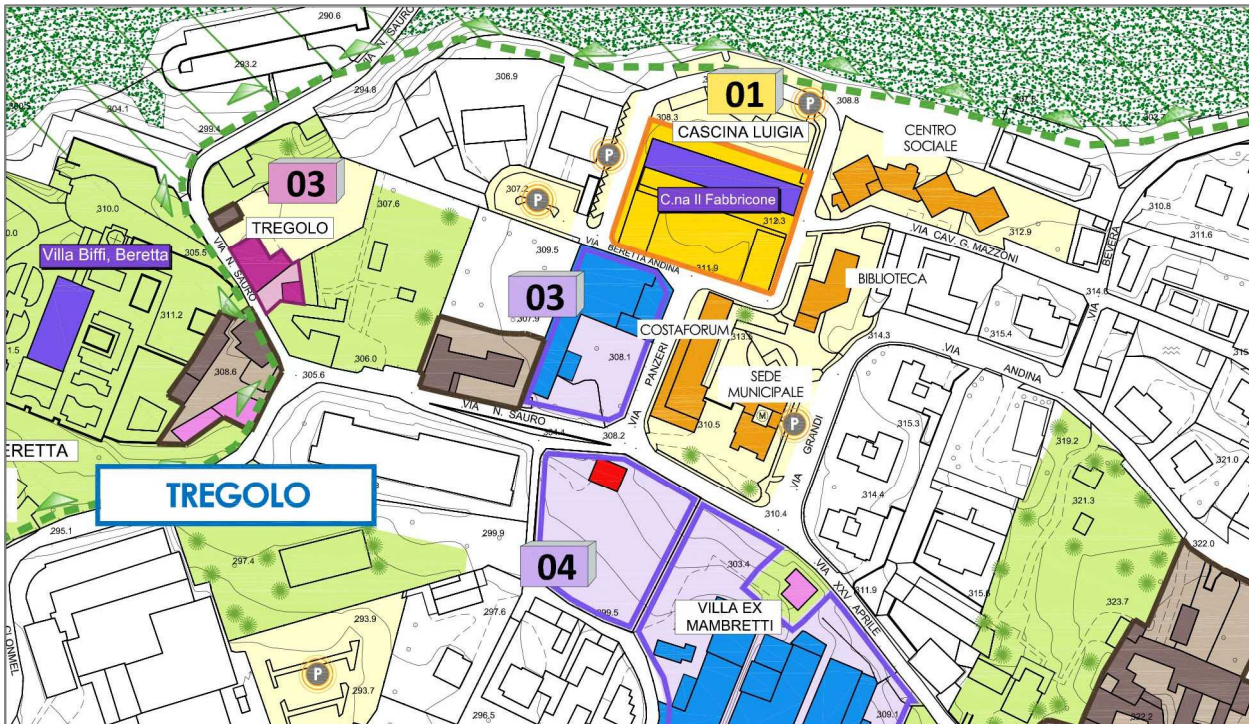 290.6
293.2
VIA N. SAURO
294.8
306.9
304.1
299.4
01
308.3
308.8
P
CASCINA LUIGIA
CENTRO
SOCIALE
P
03
307.2
P
C.na Il Fabbricone
307.6
310.0
TREGOLO
312.3
312.9
310.8
311.6
BEVERA
VIA CAV. G. MAZZONI
305.5
Villa Biffi, Beretta
VIA N. SAURO
309.5
VIA BERETTA ANDINA
311.9
BIBLIOTECA
03
307.9
314.6
VIA
311.2
COSTAFORUM
313.5
314.3
315.4
308.1
306.0
VIA
ANDINA
308.6
305.6
PANZERI
SEDE
MUNICIPALE
M
VIA N. SAURO
308.2
VIA
310.5
P
GRANDI
VIA
315.3
319.2
321.0
BERETTA
TREGOLO
321.3
314.4
295.1
299.9
310.4
322.0
297.4
04
303.4
VIA XXV APRILE
311.9
315.6
323.7
299.5
297.6
VILLA EX
MAMBRETTI
293.9
CLONMEL
P
293.7
296.5
309.1
322.2